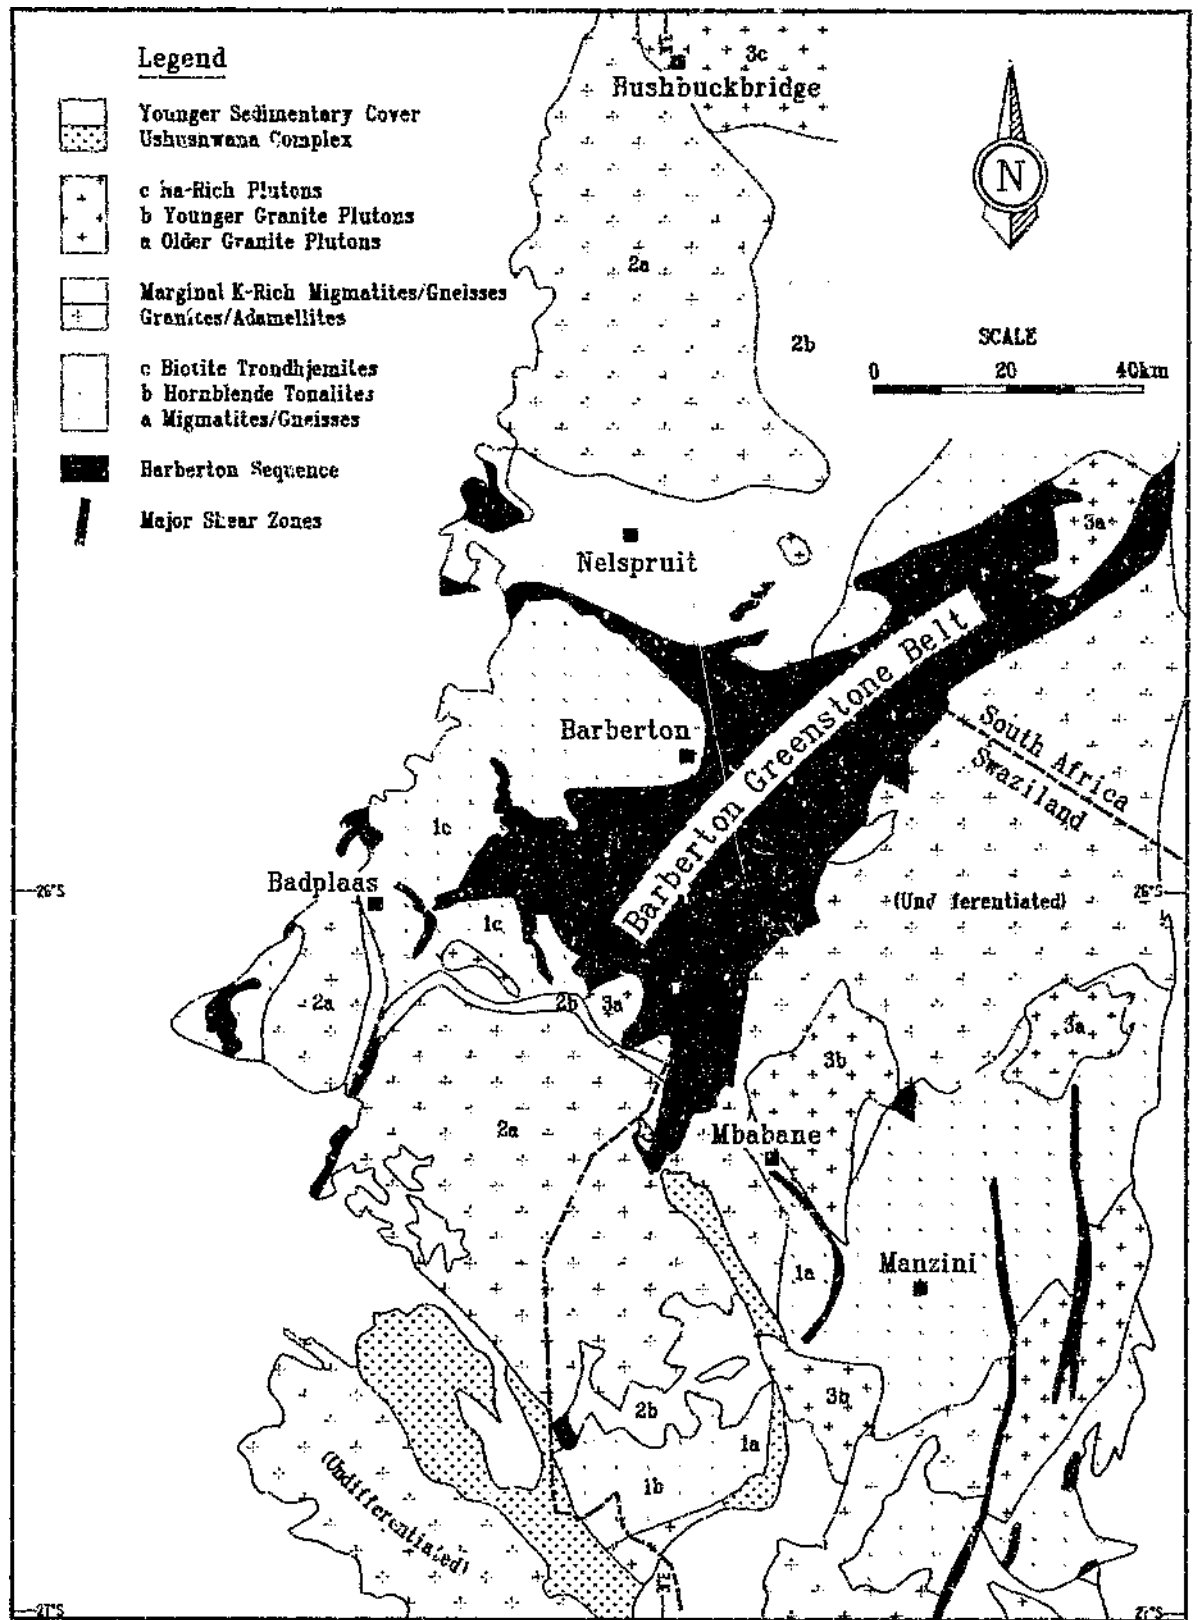 Legend
Younger Sedimentary Cover
Ushushwana Complex
c Na-Rich Plutons
b Younger Granite Plutons
a Older Granite Plutons
Marginal K-Rich Migmatites/Gneisses
Granites/Adamellites
c Biotite Trondhjemites
b Hornblende Tonalites
a Migmatites/Gneisses
Barberton Sequence
Major Shear Zones
3c
Bushbuckbridge
N
2a
2b
SCALE
0 20 40km
3a
Nelspruit
Barberton Greenstone Belt
Barberton
South Africa
Swaziland
1c
Badplaas
26°S
26°S
(Und ferentiated)
1c
2a
2b
3a
3a
3b
2a
Mbabane
1a
Manzini
2b
3b
1a
1b
(Undifferentiated)
27°S
27°S